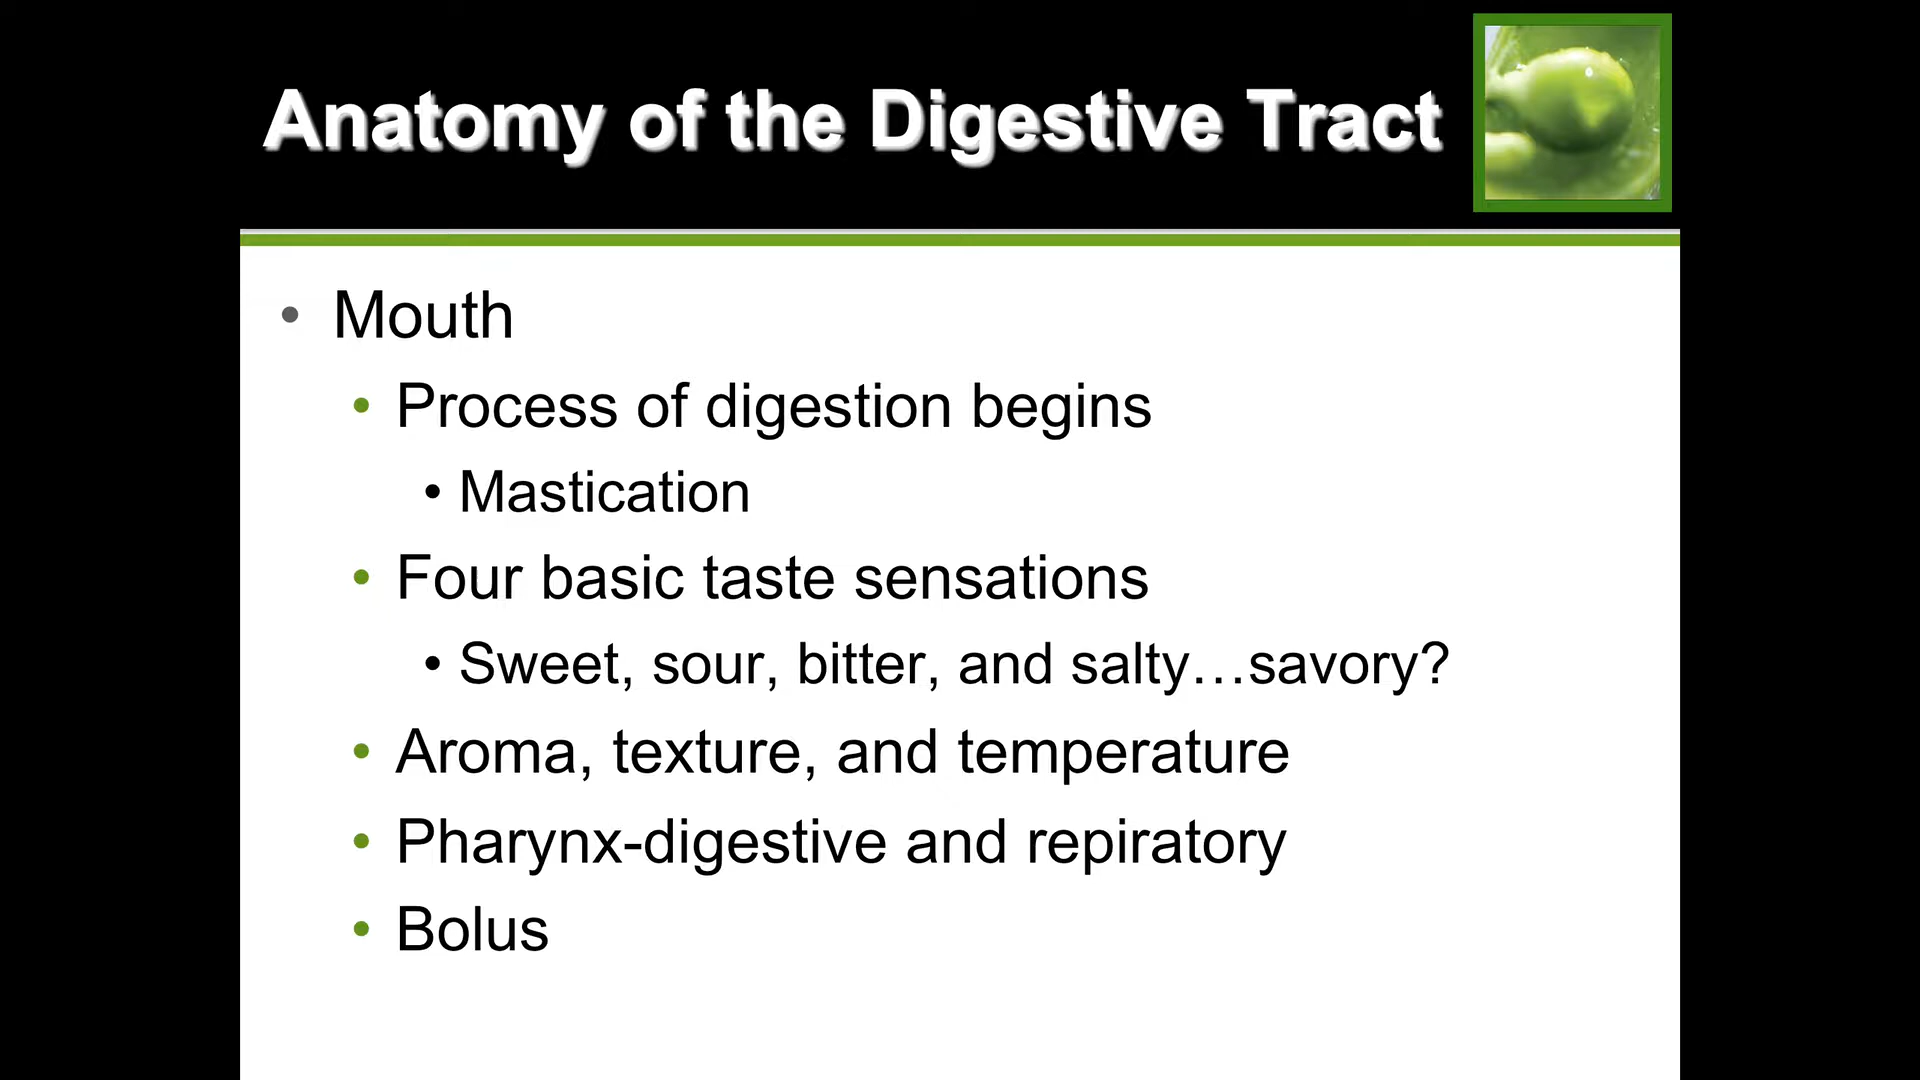 Anatomy of the Digestive Tract
• Mouth
• Process of digestion begins
• Mastication
• Four basic taste sensations
• Sweet, sour, bitter, and salty…savory?
• Aroma, texture, and temperature
• Pharynx-digestive and repiratory
• Bolus